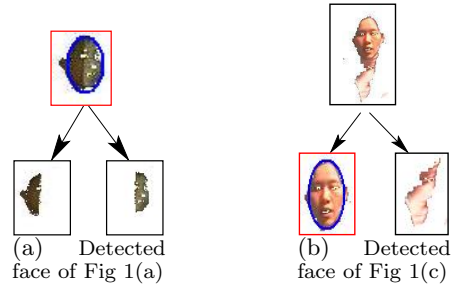 (a) Detected
face of Fig 1(a)
(b) Detected
face of Fig 1(c)